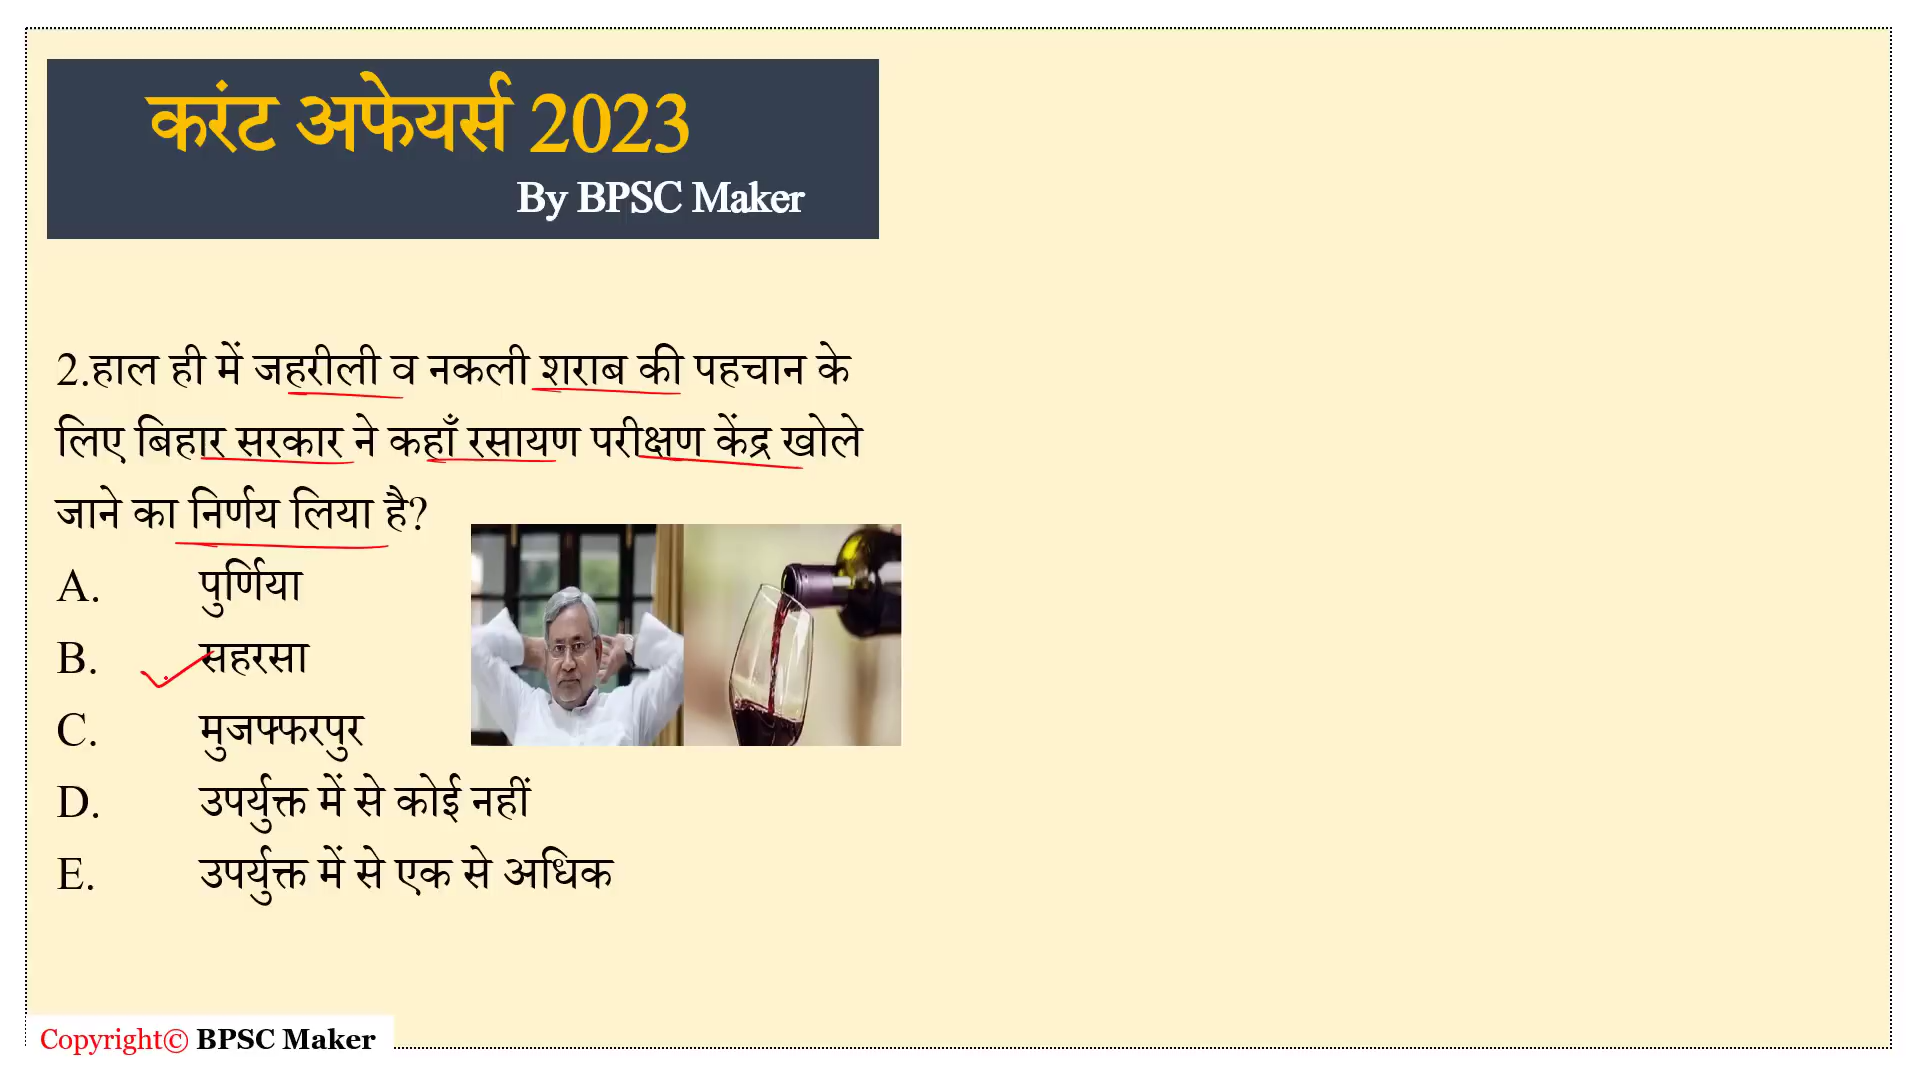 करंट अफेयर्स 2023
By BPSC Maker
2.हाल ही में जहरीली व नकली शराब की पहचान के
लिए बिहार सरकार ने कहाँ रसायण परीक्षण केंद्र खोले
जाने का निर्णय लिया है?
A. पुर्णिया
B. सहरसा
C. मुजफ्फरपुर
D. उपर्युक्त में से कोई नहीं
E. उपर्युक्त में से एक से अधिक
Copyright© BPSC Maker